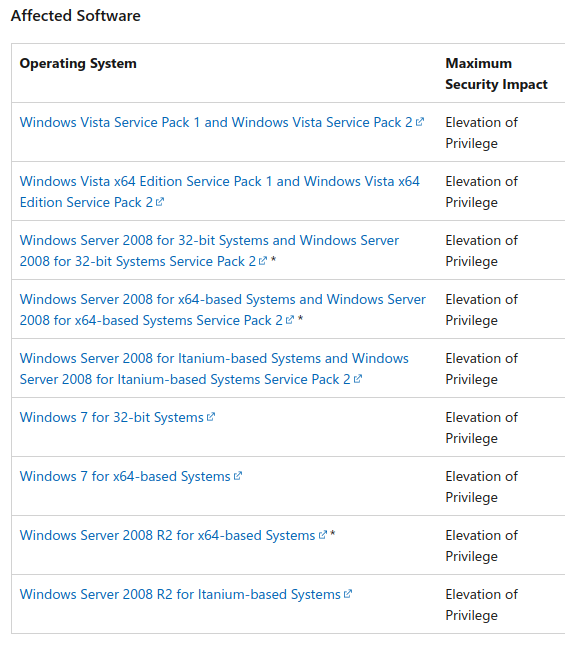 Affected Software
Operating System
Maximum
Security Impact
Windows Vista Service Pack 1 and Windows Vista Service Pack 2
Elevation of
Privilege
Windows Vista x64 Edition Service Pack 1 and Windows Vista x64
Edition Service Pack 2
Elevation of
Privilege
Windows Server 2008 for 32-bit Systems and Windows Server
2008 for 32-bit Systems Service Pack 2 *
Elevation of
Privilege
Windows Server 2008 for x64-based Systems and Windows Server
2008 for x64-based Systems Service Pack 2 *
Elevation of
Privilege
Windows Server 2008 for Itanium-based Systems and Windows
Server 2008 for Itanium-based Systems Service Pack 2
Elevation of
Privilege
Windows 7 for 32-bit Systems
Elevation of
Privilege
Windows 7 for x64-based Systems
Elevation of
Privilege
Windows Server 2008 R2 for x64-based Systems *
Elevation of
Privilege
Windows Server 2008 R2 for Itanium-based Systems
Elevation of
Privilege